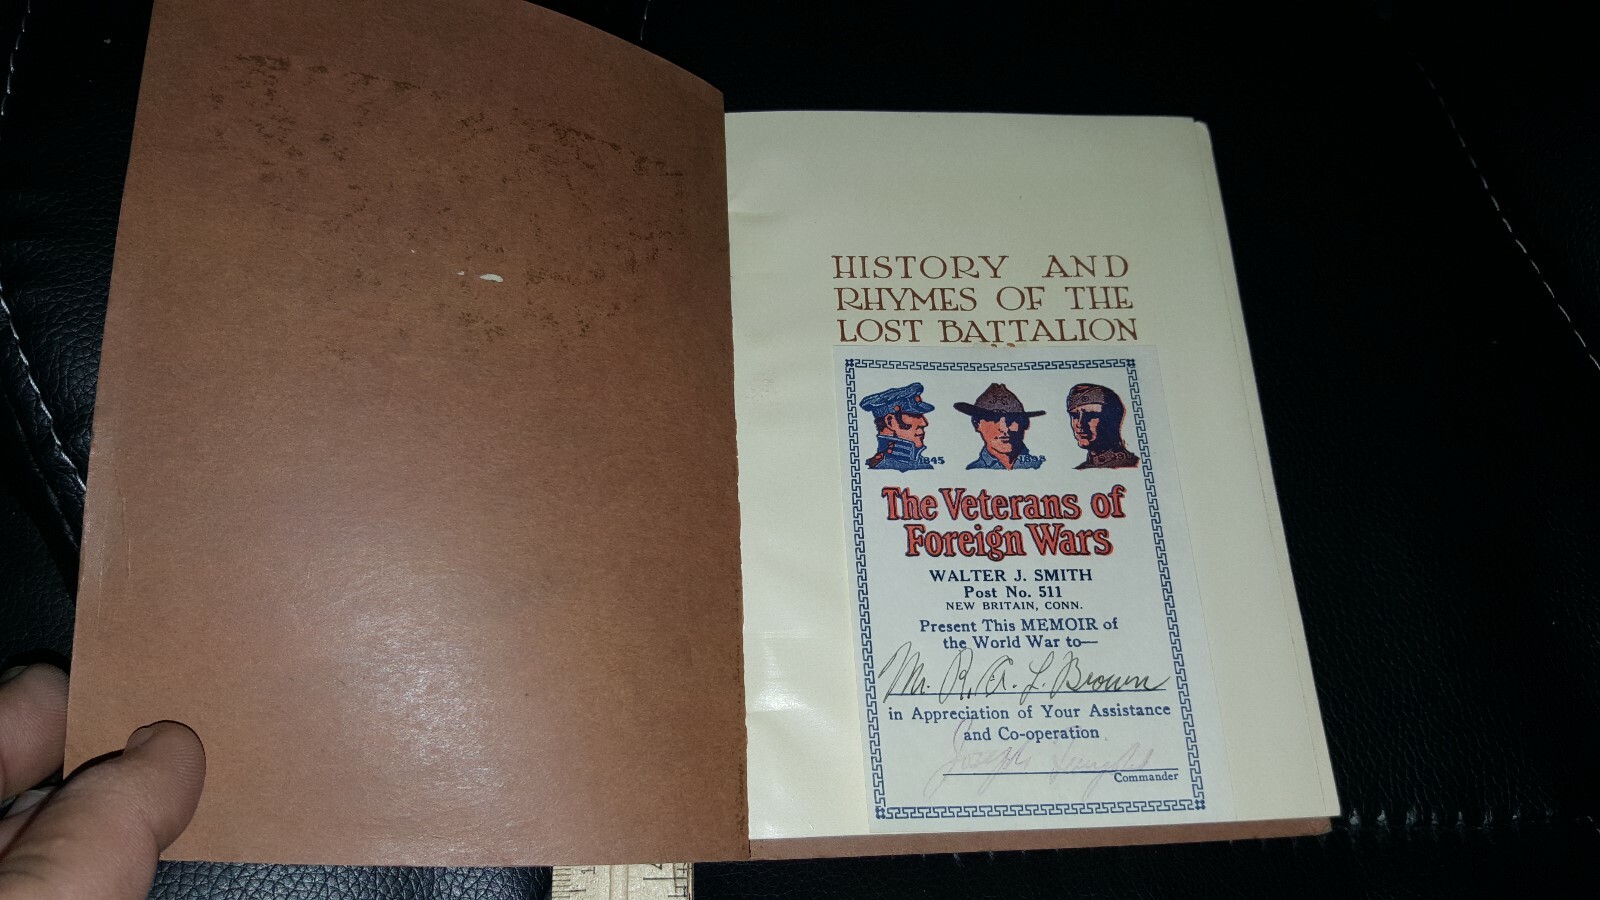 HISTORY AND
RHYMES OF THE
LOST BATTALION
1845 1898
The Veterans of
Foreign Wars
WALTER J. SMITH
Post No. 511
NEW BRITAIN, CONN.
Present This MEMOIR of
the World War to—
Mr. R. A. L. Brown
in Appreciation of Your Assistance
and Co-operation
Joseph
Commander
1